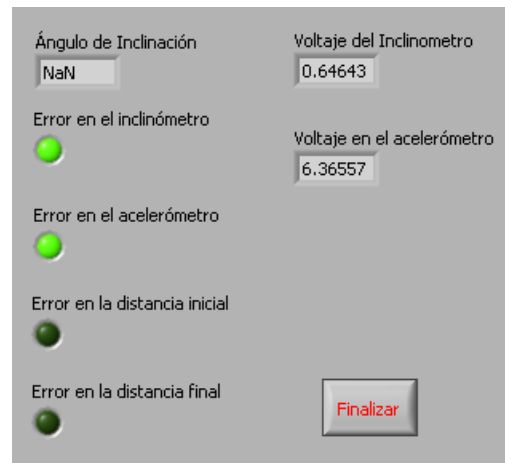 Ángulo de Inclinación
NaN
Voltaje del Inclinometro
0.64643
Error en el inclinómetro
Voltaje en el acelerómetro
6.36557
Error en el acelerómetro
Error en la distancia inicial
Error en la distancia final
Finalizar